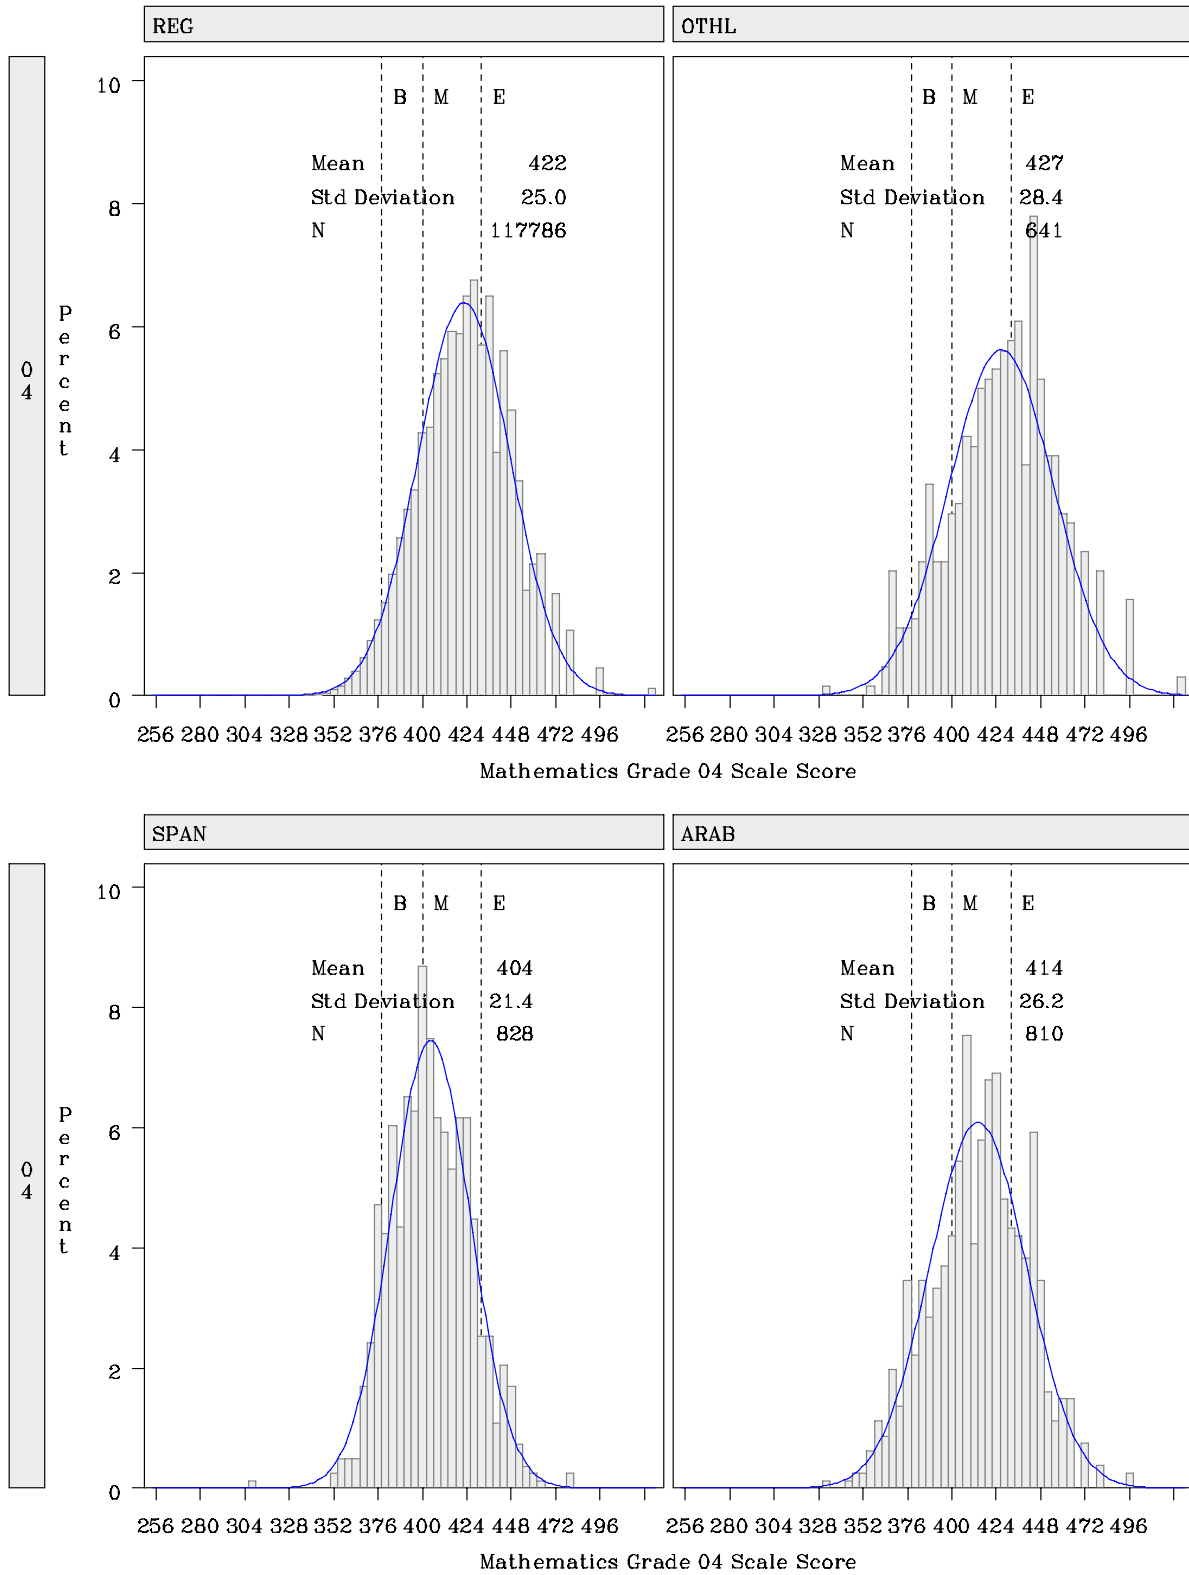 REG OTHL
10
B M E B M E
Mean 422 Mean 427
8 Std Deviation 25.0 Std Deviation 28.4
N 117786 N 641
6
Percent
04
4
2
0
256 280 304 328 352 376 400 424 448 472 496 256 280 304 328 352 376 400 424 448 472 496
Mathematics Grade 04 Scale Score
SPAN ARAB
10
B M E B M E
Mean 404 Mean 414
8 Std Deviation 21.4 Std Deviation 26.2
N 828 N 810
6
Percent
04
4
2
0
256 280 304 328 352 376 400 424 448 472 496 256 280 304 328 352 376 400 424 448 472 496
Mathematics Grade 04 Scale Score